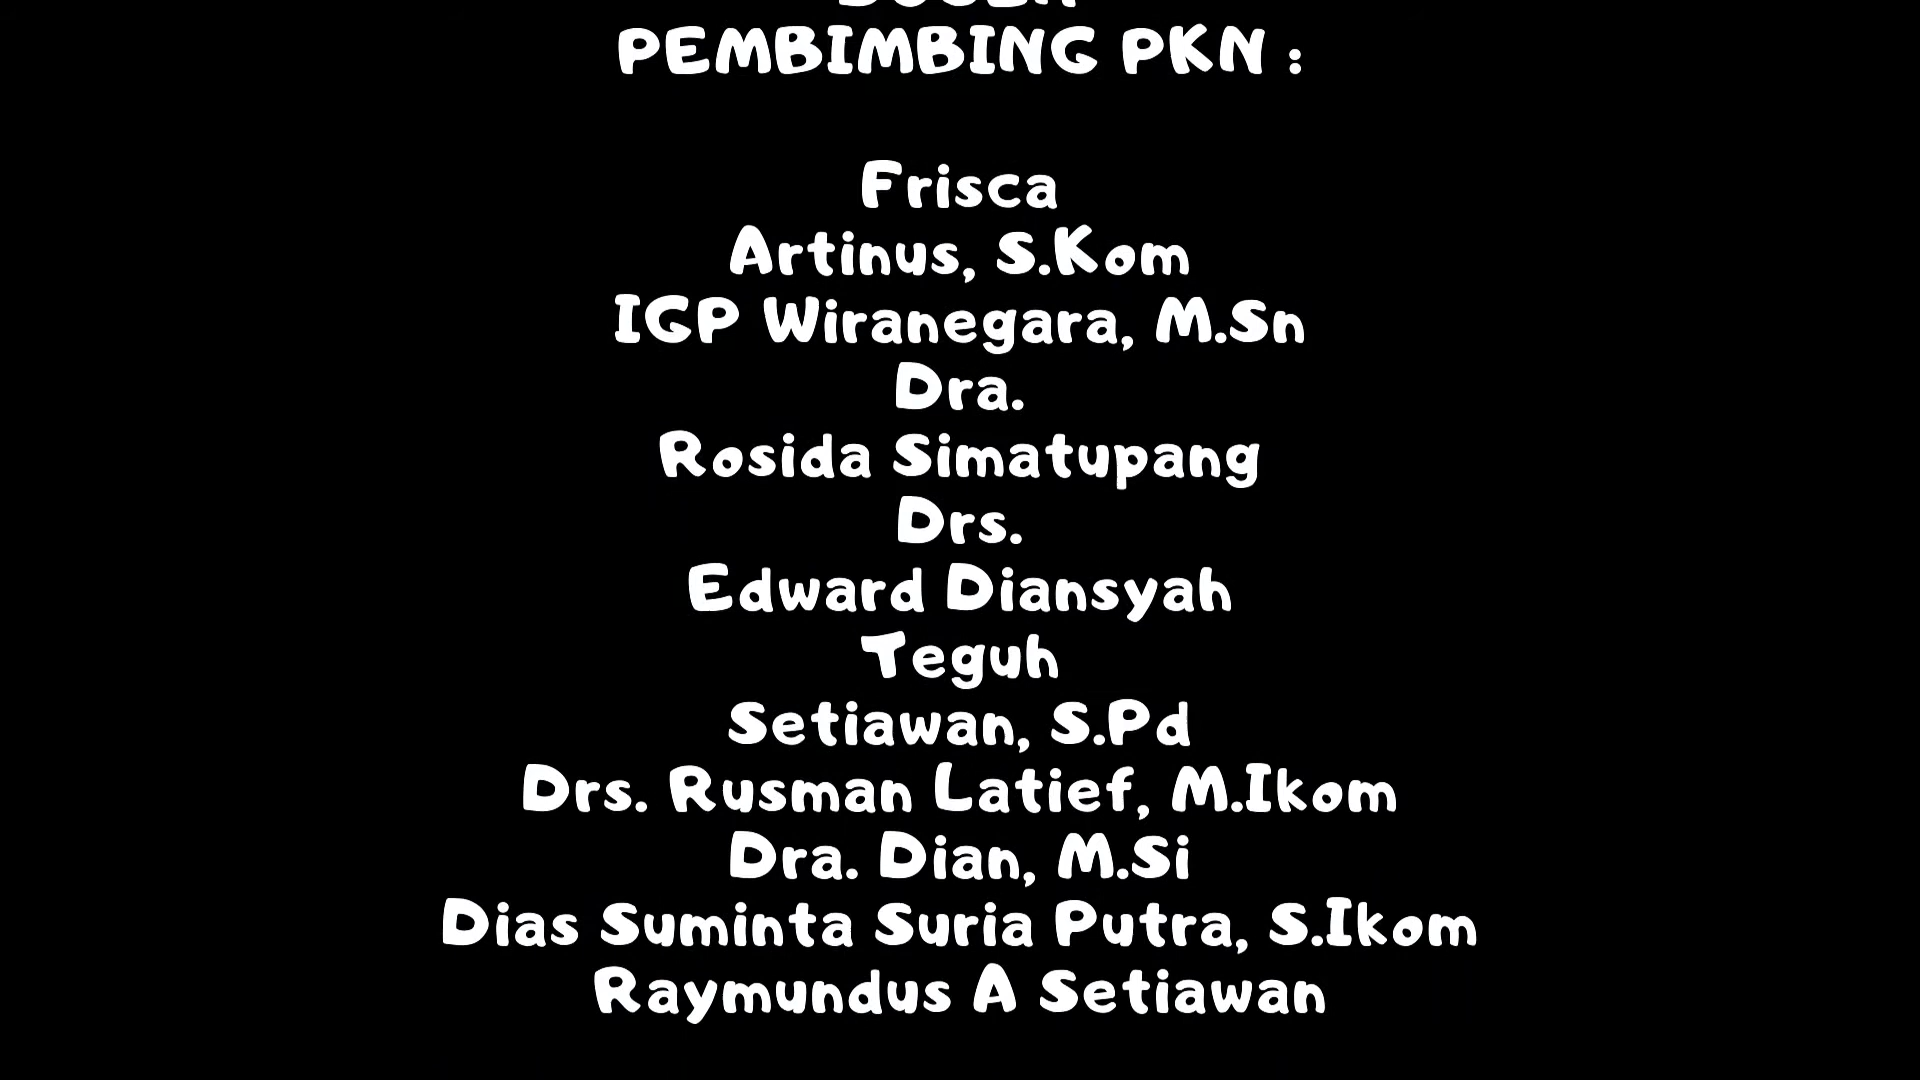 PEMBIMBING PKN :
Frisca
Artinus, S.Kom
IGP Wiranegara, M.Sn
Dra.
Rosida Simatupang
Drs.
Edward Diansyah
Teguh
Setiawan, S.Pd
Drs. Rusman Latief, M.Ikom
Dra. Dian, M.Si
Dias Suminta Suria Putra, S.Ikom
Raymundus A Setiawan